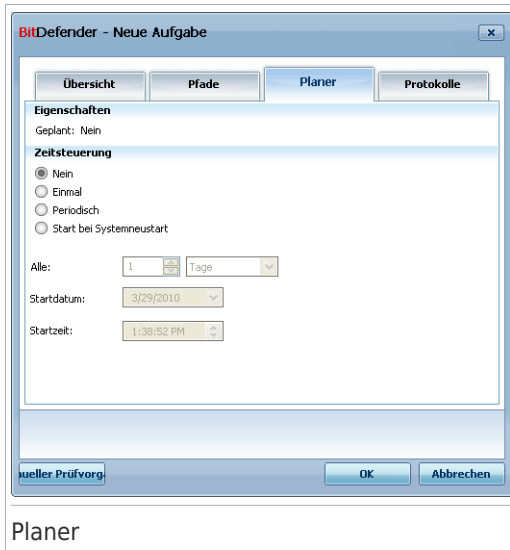 BitDefender - Neue Aufgabe
Übersicht Pfade Planer Protokolle
Eigenschaften
Geplant: Nein
Zeitsteuerung
Nein
Einmal
Periodisch
Start bei Systemneustart
Alle: 1 Tage
Startdatum: 3/29/2010
Startzeit: 1:38:52 PM
ueller Prüfvorg OK Abbrechen
Planer